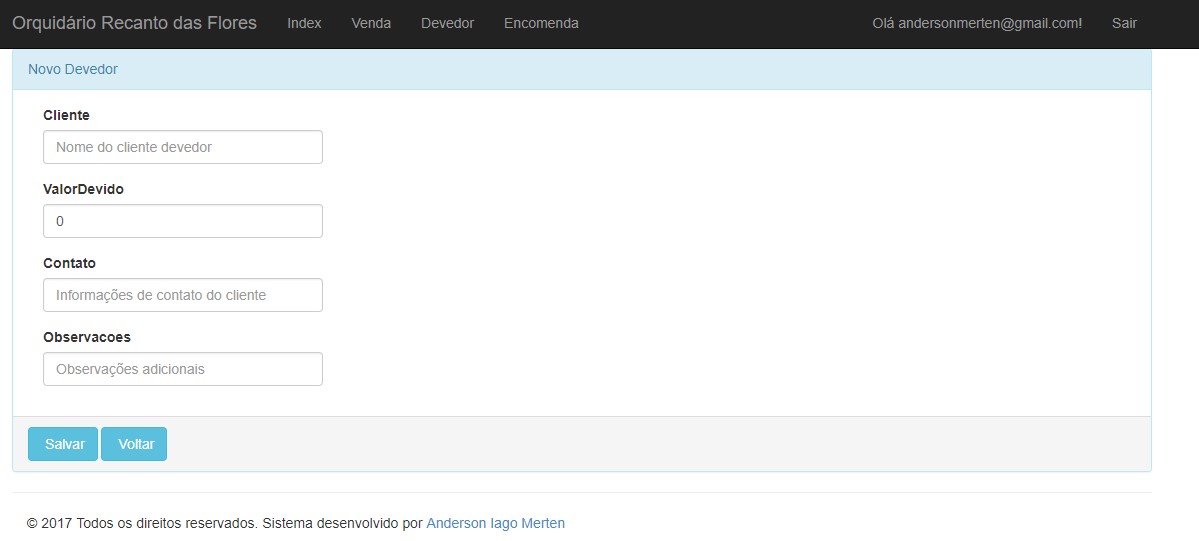 Orquidário Recanto das Flores Index Venda Devedor Encomenda Olá andersonmerten@gmail.com! Sair
Novo Devedor
Cliente
Nome do cliente devedor
ValorDevido
0
Contato
Informações de contato do cliente
Observacoes
Observações adicionais
Salvar Voltar
© 2017 Todos os direitos reservados. Sistema desenvolvido por Anderson Iago Merten